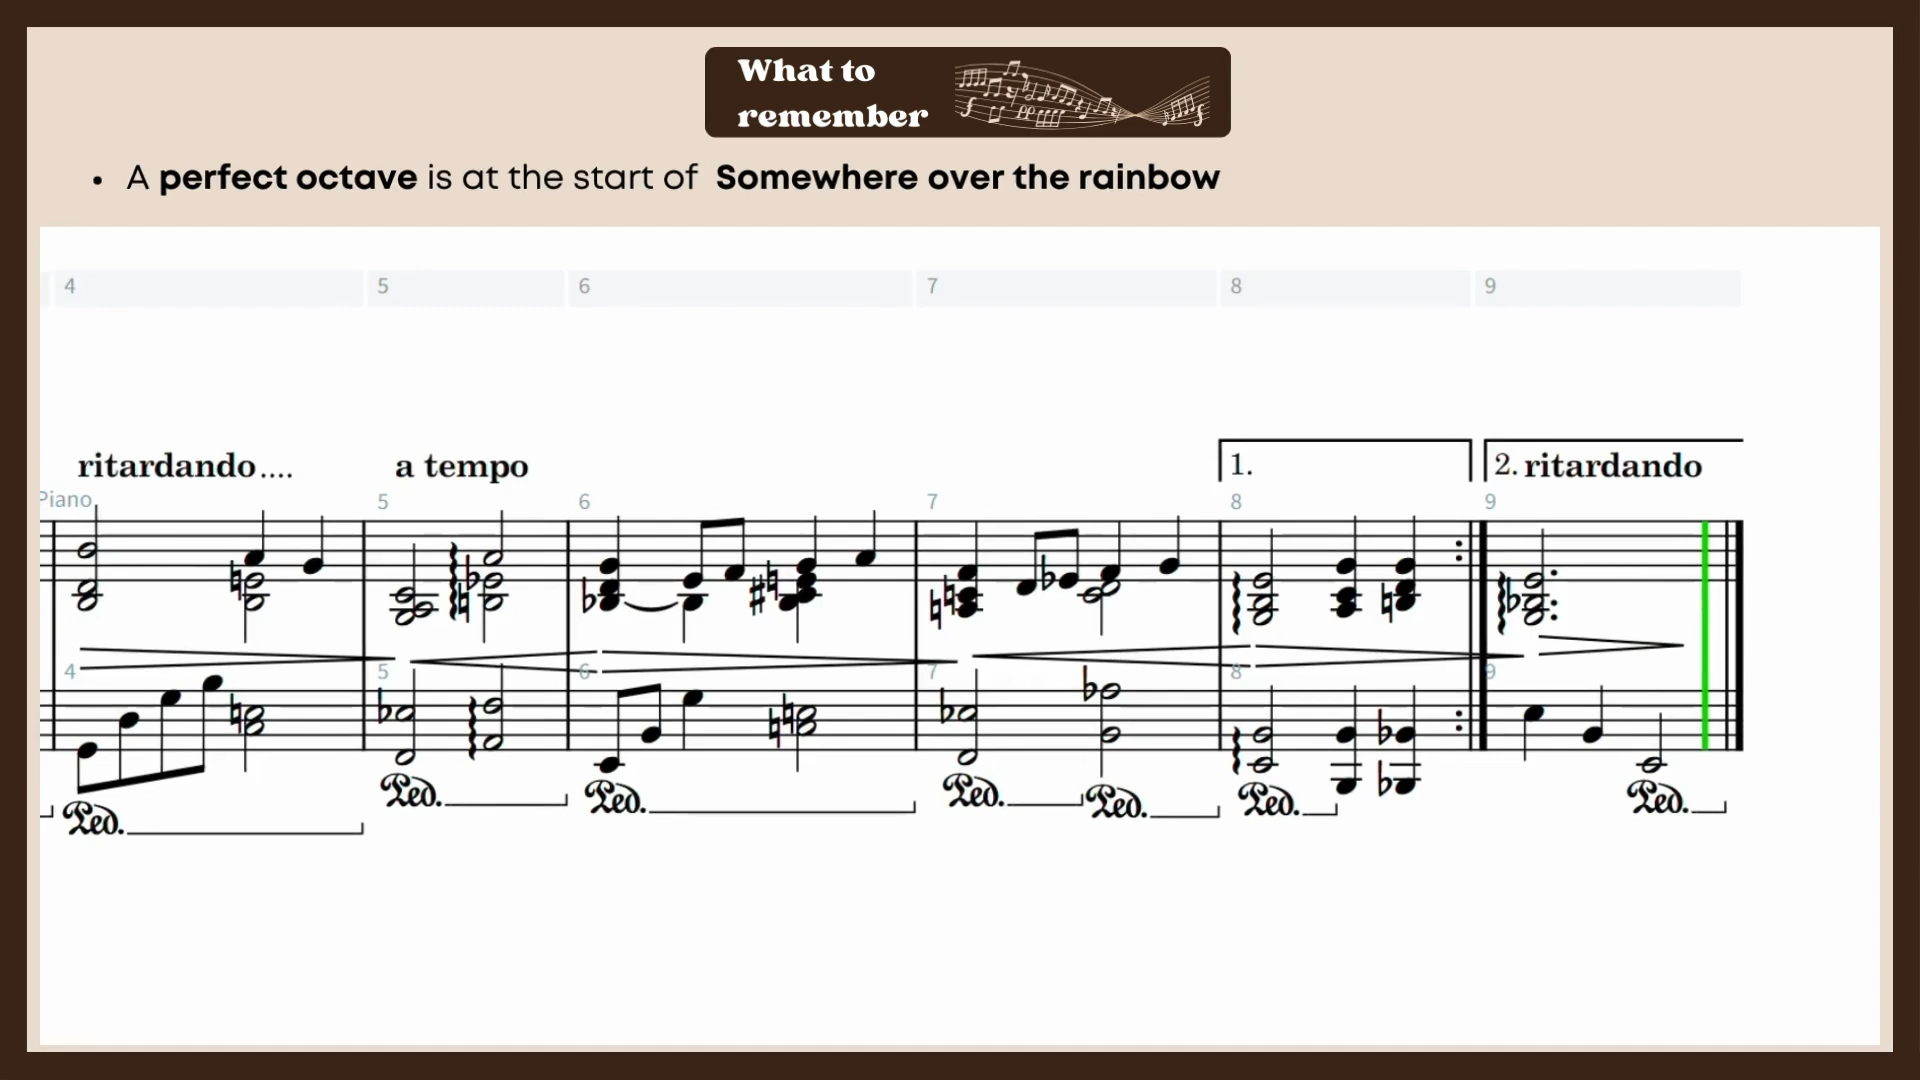 What to
remember
• A perfect octave is at the start of Somewhere over the rainbow
4 5 6 7 8 9
ritardando.... a tempo 1. 2. ritardando
Piano 5 6 7 8 9
4 5 6 7 8 9
Ped. Ped. Ped. Ped. Ped. Ped. Ped.